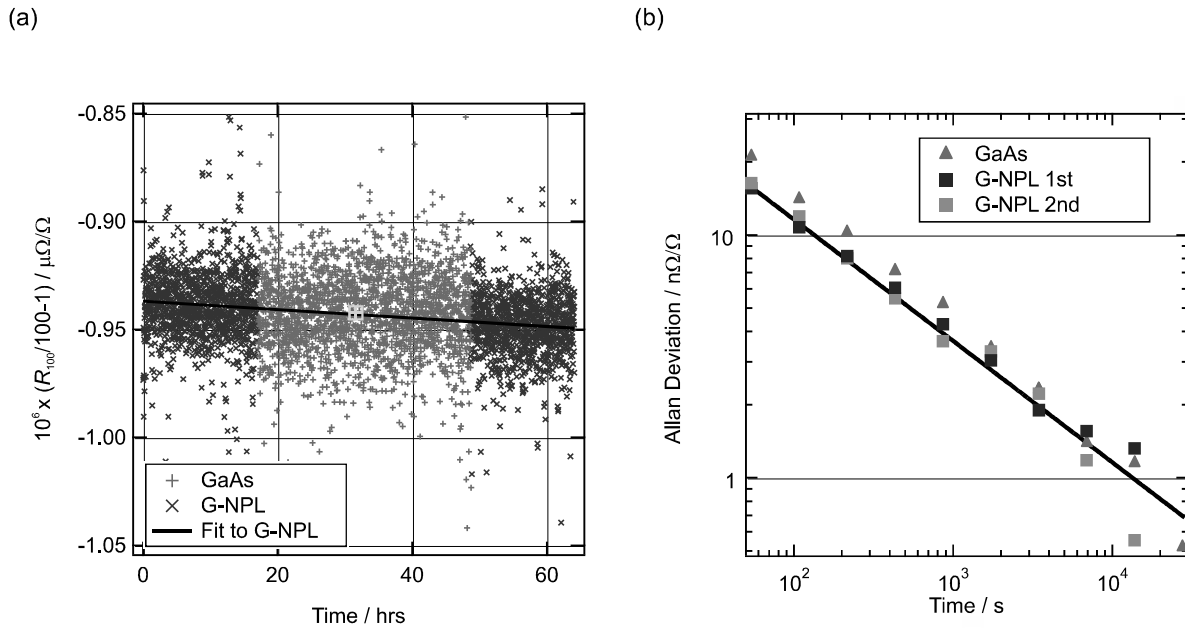 (a)
(b)
-0.85
-0.90
-0.95
-1.00
-1.05
10⁶ x (R₁₀₀/100–1) / μΩ/Ω
GaAs
G-NPL
Fit to G-NPL
0
20
40
60
Time / hrs
10
1
Allan Deviation / nΩ/Ω
GaAs
G-NPL 1st
G-NPL 2nd
10²
10³
10⁴
Time / s